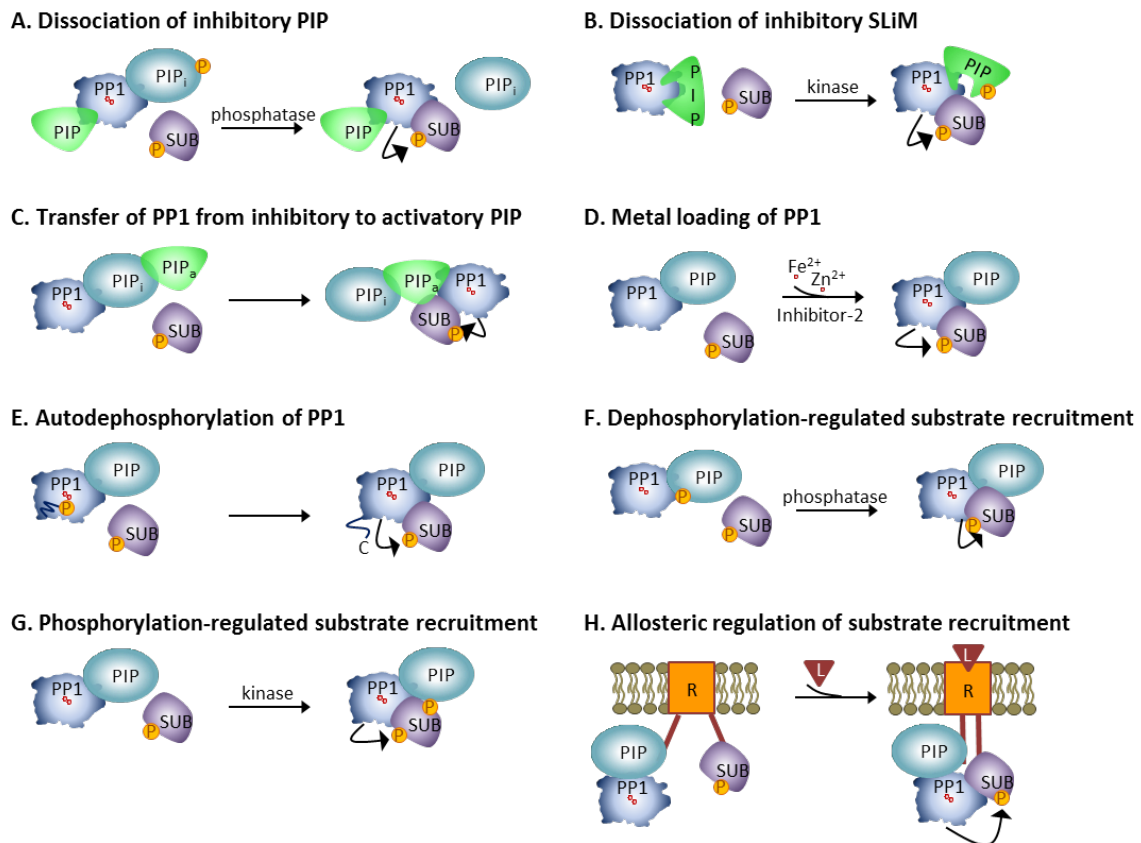 A. Dissociation of inhibitory PIP
PP1
PIPi
P
PIP
SUB
P
phosphatase
PIP
PP1
SUB
P
PIPi
B. Dissociation of inhibitory SLiM
PP1
P
I
P
SUB
P
kinase
PP1
PIP
P
SUB
P
C. Transfer of PP1 from inhibitory to activatory PIP
PP1
PIPi
PIPa
SUB
P
PIPi
PIPa
PP1
SUB
P
D. Metal loading of PP1
PP1
PIP
SUB
P
Fe2+
Zn2+
Inhibitor-2
PP1
PIP
SUB
P
E. Autodephosphorylation of PP1
PP1
PIP
P
SUB
P
PP1
PIP
SUB
P
C
F. Dephosphorylation-regulated substrate recruitment
PP1
PIP
P
SUB
P
phosphatase
PP1
PIP
SUB
P
G. Phosphorylation-regulated substrate recruitment
PP1
PIP
SUB
P
kinase
PP1
PIP
P
SUB
P
H. Allosteric regulation of substrate recruitment
R
PIP
PP1
SUB
P
L
L
R
PIP
PP1
SUB
P